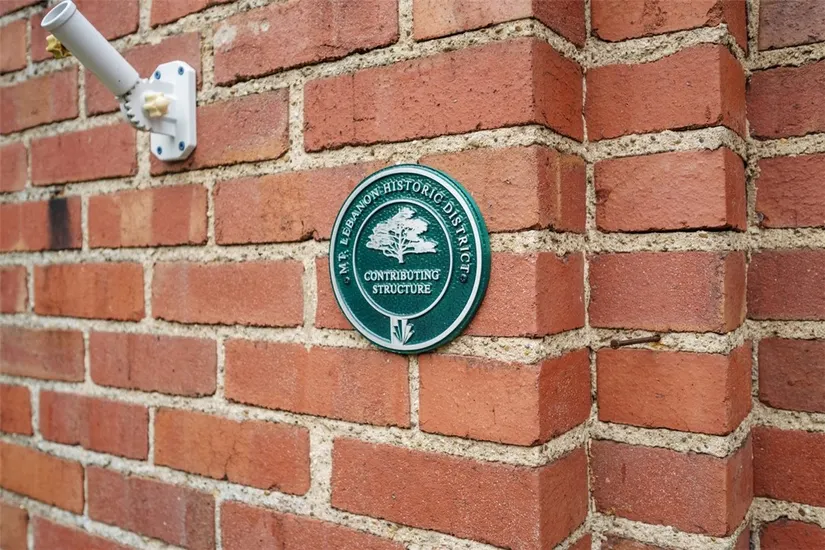 MT. LEBANON HISTORIC DISTRICT
CONTRIBUTING
STRUCTURE